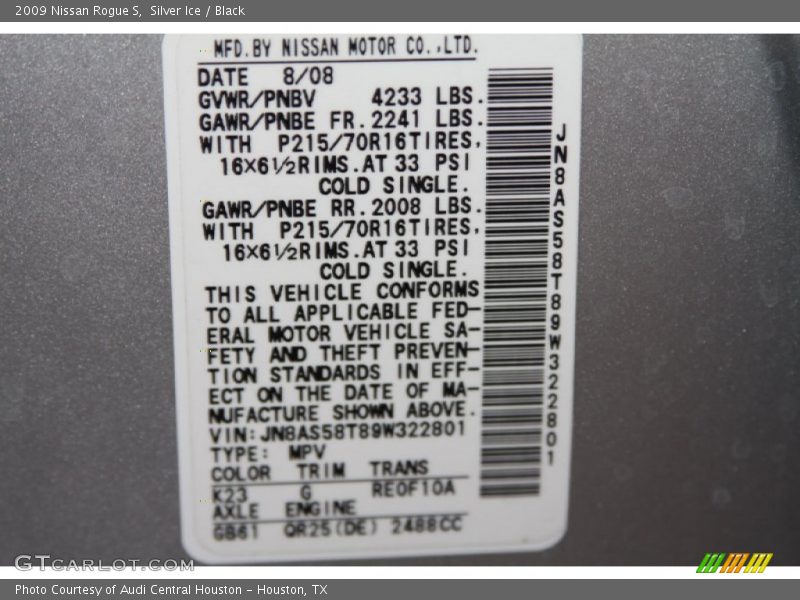 2009 Nissan Rogue S,  Silver Ice / Black
MFD.BY NISSAN MOTOR CO.,LTD.
DATE 8/08
GVWR/PNBV 4233 LBS.
GAWR/PNBE FR.2241 LBS.
WITH P215/70R16TIRES,
16X6½RIMS.AT 33 PSI
COLD SINGLE.
GAWR/PNBE RR.2008 LBS.
WITH P215/70R16TIRES,
16X6½RIMS.AT 33 PSI
COLD SINGLE.
THIS VEHICLE CONFORMS
TO ALL APPLICABLE FED-
ERAL MOTOR VEHICLE SA-
FETY AND THEFT PREVEN-
TION STANDARDS IN EFF-
ECT ON THE DATE OF MA-
NUFACTURE SHOWN ABOVE.
VIN:JN8AS58T89W322801
TYPE: MPV
COLOR TRIM TRANS
K23 G RE0F10A
AXLE ENGINE
GB61 QR25(DE) 2488CC
JN8AS58T89W322801
GTCARLOT.COM
Photo Courtesy of Audi Central Houston – Houston, TX